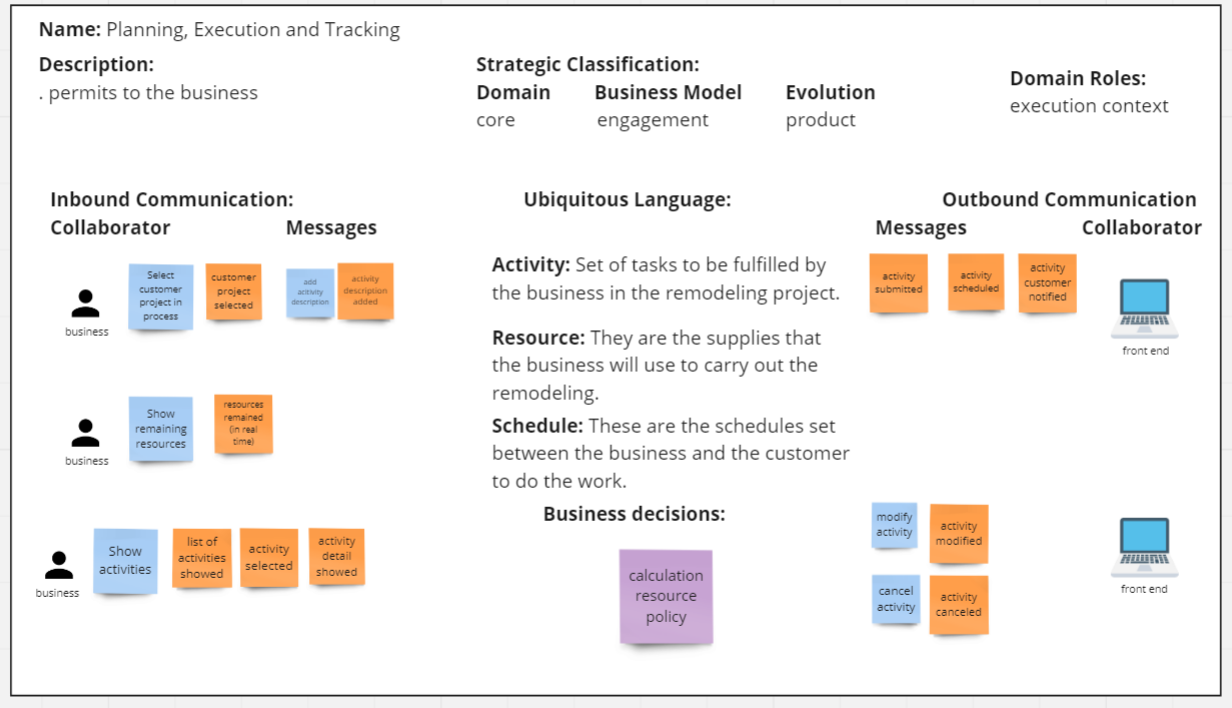 Name: Planning, Execution and Tracking
Description:
. permits to the business
Strategic Classification:
Domain
core
Business Model
engagement
Evolution
product
Domain Roles:
execution context
Inbound Communication:
Collaborator
Messages
business
Select
customer
project in
process
customer
project
selected
add
activity
description
activity
description
added
business
Show
remaining
resources
resources
remained
(in real
time)
business
Show
activities
list of
activities
showed
activity
selected
activity
detail
showed
Ubiquitous Language:
Activity: Set of tasks to be fulfilled by
the business in the remodeling project.
Resource: They are the supplies that
the business will use to carry out the
remodeling.
Schedule: These are the schedules set
between the business and the customer
to do the work.
Business decisions:
calculation
resource
policy
Outbound Communication
Messages
Collaborator
activity
submitted
activity
scheduled
activity
customer
notified
front end
modify
activity
activity
modified
cancel
activity
activity
canceled
front end